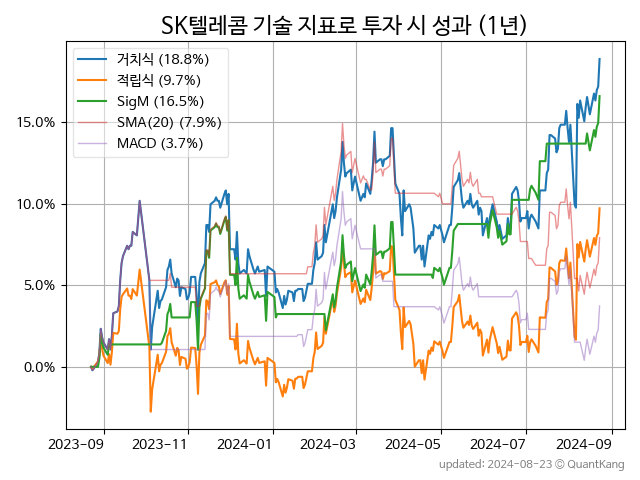 SK텔레콤 기술 지표로 투자 시 성과 (1년)
거치식 (18.8%)
적립식 (9.7%)
SigM (16.5%)
SMA(20) (7.9%)
MACD (3.7%)
15.0%
10.0%
5.0%
0.0%
2023-09 2023-11 2024-01 2024-03 2024-05 2024-07 2024-09
updated: 2024-08-23 ⓒ QuantKang